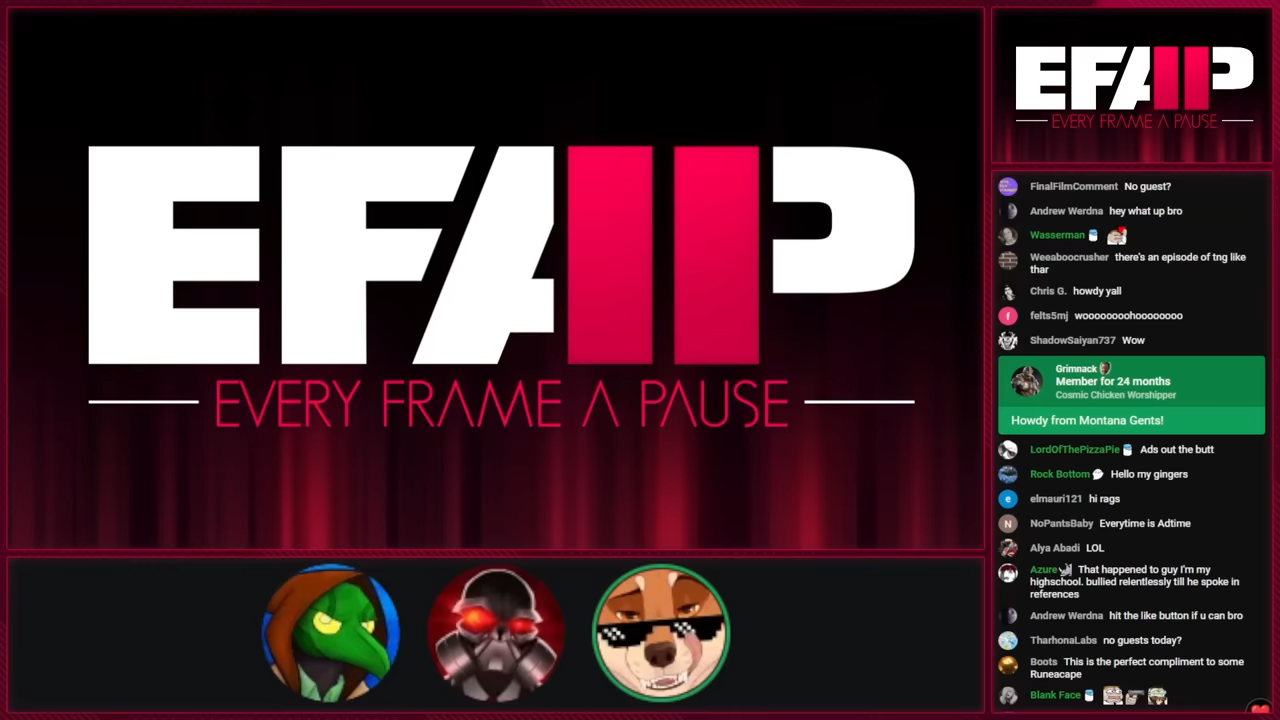 EFAP
EVERY FRAME A PAUSE
EFAP
EVERY FRAME A PAUSE
FinalFilmComment No guest?
Andrew Werdna hey what up bro
Wasserman
Weeaboocrusher there's an episode of tng like
thar
Chris G. howdy yall
f felts5mj woooooooohoooooooo
ShadowSaiyan737 Wow
Grimnack
Member for 24 months
Cosmic Chicken Worshipper
Howdy from Montana Gents!
LordOfThePizzaPie Ads out the butt
Rock Bottom Hello my gingers
e elmauri121 hi rags
N NoPantsBaby Everytime is Adtime
Alya Abadi LOL
Azure That happened to guy I'm my
highschool. bullied relentlessly till he spoke in
references
Andrew Werdna hit the like button if u can bro
TharhonaLabs no guests today?
Boots This is the perfect compliment to some
Runeacape
Blank Face